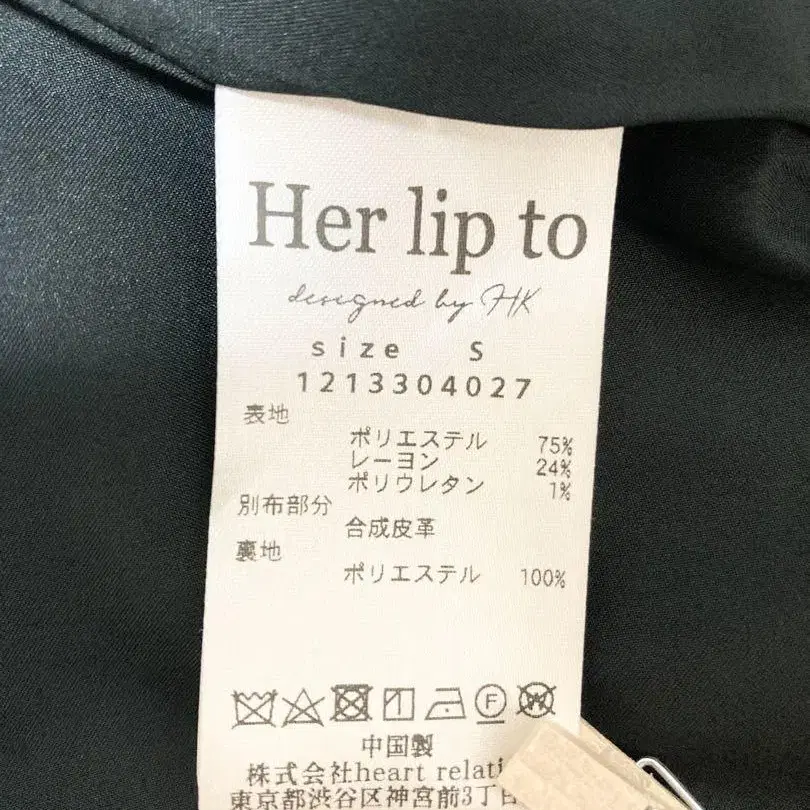 Her lip to
designed by HK
size S
1213304027
表地
ポリエステル 75%
レーヨン 24%
ポリウレタン 1%
別布部分
合成皮革
裏地
ポリエステル 100%
F W
中国製
株式会社heart relati
東京都渋谷区神宮前3丁目